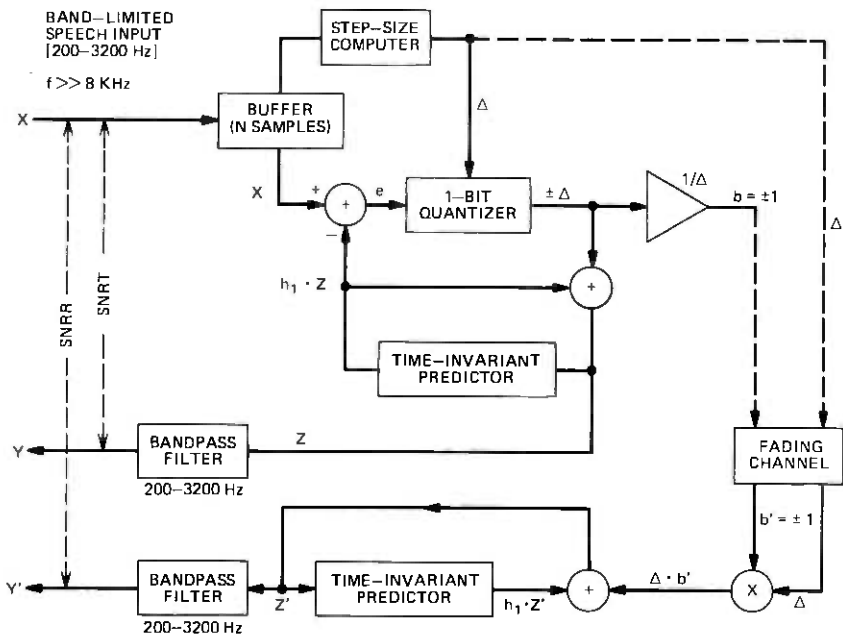 BAND–LIMITED
SPEECH INPUT
[200–3200 Hz]
f >> 8 KHz
STEP–SIZE
COMPUTER
X
BUFFER
(N SAMPLES)
Δ
X
+
+
–
e
1–BIT
QUANTIZER
± Δ
1/Δ
b = ±1
Δ
SNRR
SNRT
h₁ · Z
+
TIME–INVARIANT
PREDICTOR
Y
BANDPASS
FILTER
200–3200 Hz
Z
FADING
CHANNEL
b' = ± 1
Y'
BANDPASS
FILTER
200–3200 Hz
Z'
TIME–INVARIANT
PREDICTOR
h₁ · Z'
+
Δ · b'
X
Δ